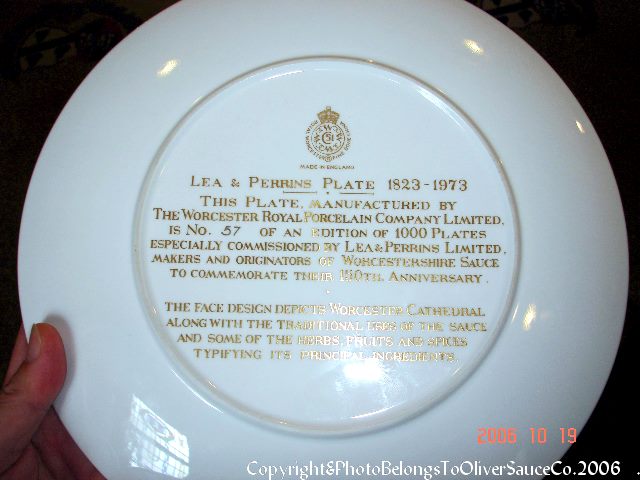 MADE IN ENGLAND
LEA & PERRINS PLATE 1823-1973
THIS PLATE, MANUFACTURED BY
THE WORCESTER ROYAL PORCELAIN COMPANY LIMITED,
IS NO. 57 OF AN EDITION OF 1000 PLATES
ESPECIALLY COMMISSIONED BY LEA & PERRINS LIMITED,
MAKERS AND ORIGINATORS OF WORCESTERSHIRE SAUCE
TO COMMEMORATE THEIR 150TH ANNIVERSARY.
THE FACE DESIGN DEPICTS WORCESTER CATHEDRAL
ALONG WITH THE TRADITIONAL USES OF THE SAUCE
AND SOME OF THE HERBS, FRUITS AND SPICES
TYPIFYING ITS PRINCIPAL INGREDIENTS.
2006 10 19
Copyright&PhotoBelongsToOliverSauceCo.2006 .